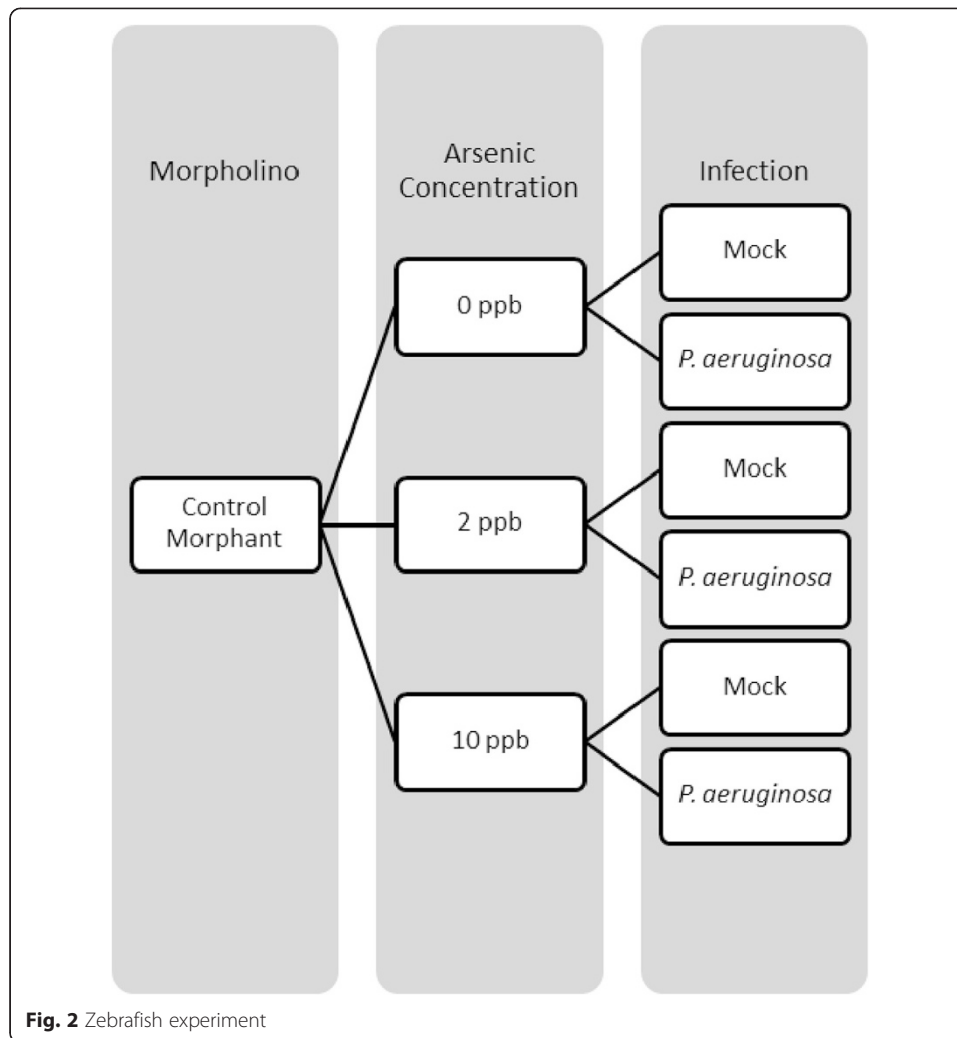 Morpholino
Arsenic
Concentration
Infection
Control
Morphant
0 ppb
2 ppb
10 ppb
Mock
P. aeruginosa
Mock
P. aeruginosa
Mock
P. aeruginosa
Fig. 2 Zebrafish experiment